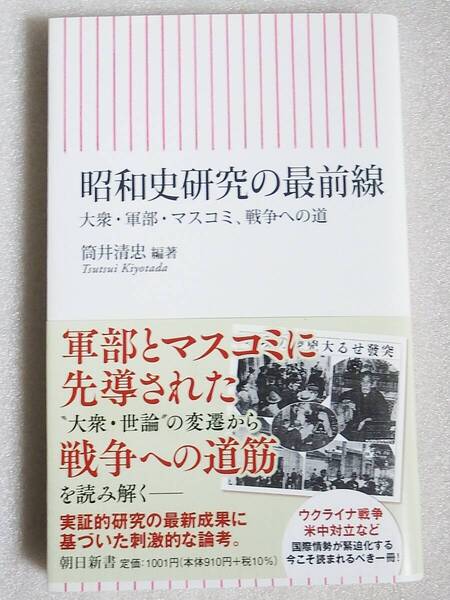 昭和史研究の最前線
大衆・軍部・マスコミ、戦争への道
筒井清忠 編著
Tsutsui Kiyotada
軍部とマスコミに
先導された
“大衆・世論”の変遷から
戦争への道筋
を読み解く──
実証的研究の最新成果に
基づいた刺激的な論考。
朝日新書 定価:1001円(本体910円+税10%)
大るせ發突
ウクライナ戦争
米中対立など
国際情勢が緊迫化する
今こそ読まれるべき一冊!